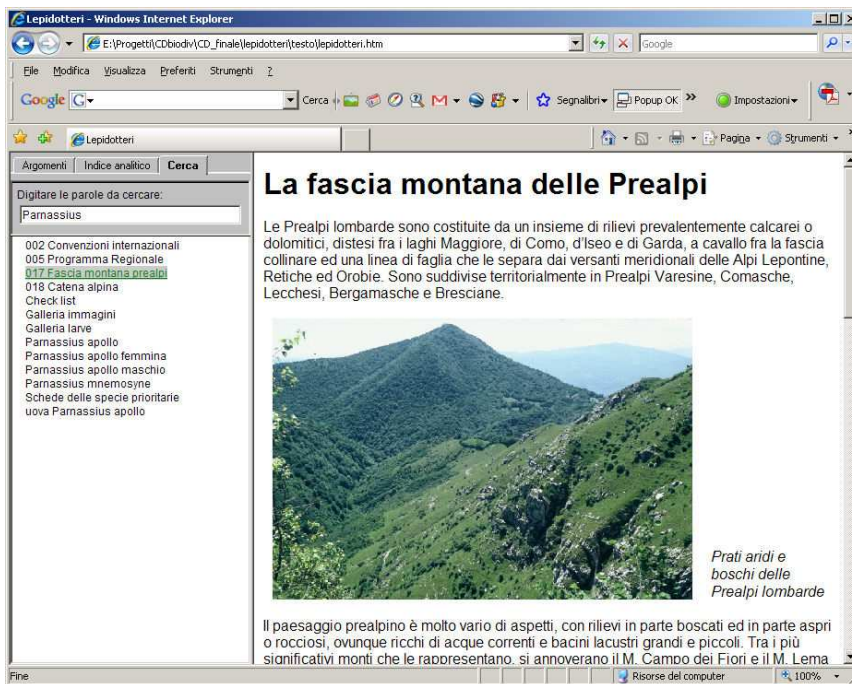 Lepidotteri - Windows Internet Explorer
E:\Progetti\CDbiodiv\CD_finale\lepidotteri\testo\lepidotteri.htm
Google
File Modifica Visualizza Preferiti Strumenti ?
Google G Cerca Segnalibri Popup OK » Impostazioni
Lepidotteri Pagina Strumenti
Argomenti Indice analitico Cerca
Digitare le parole da cercare:
Parnassius
002 Convenzioni internazionali
005 Programma Regionale
017 Fascia montana prealpi
018 Catena alpina
Check list
Galleria immagini
Galleria larve
Parnassius apollo
Parnassius apollo femmina
Parnassius apollo maschio
Parnassius mnemosyne
Schede delle specie prioritarie
uova Parnassius apollo
La fascia montana delle Prealpi
Le Prealpi lombarde sono costituite da un insieme di rilievi prevalentemente calcarei o
dolomitici, distesi fra i laghi Maggiore, di Como, d'Iseo e di Garda, a cavallo fra la fascia
collinare ed una linea di faglia che le separa dai versanti meridionali delle Alpi Lepontine,
Retiche ed Orobie. Sono suddivise territorialmente in Prealpi Varesine, Comasche,
Lecchesi, Bergamasche e Bresciane.
Prati aridi e
boschi delle
Prealpi lombarde
Il paesaggio prealpino è molto vario di aspetti, con rilievi in parte boscati ed in parte aspri
o rocciosi, ovunque ricchi di acque correnti e bacini lacustri grandi e piccoli. Tra i più
significativi monti che le rappresentano, si annoverano il M. Campo dei Fiori e il M. Lema
Fine Risorse del computer 100%